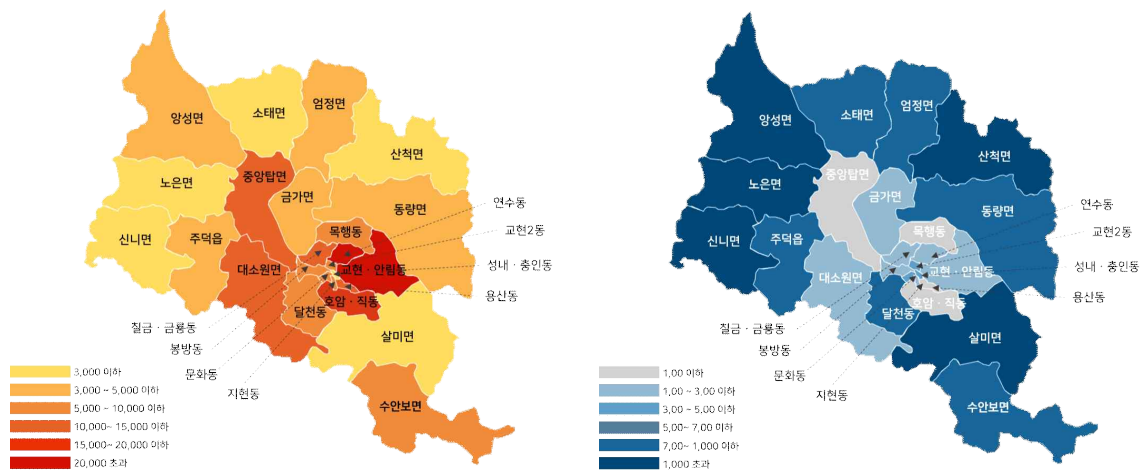 앙성면
소태면
엄정면
산척면
노은면
중앙탑면
금가면
동량면
연수동
신니면
주덕읍
목행동
교현2동
대소원면
교현 · 안림동
성내 · 충인동
호암 · 직동
용산동
달천동
칠금 · 금릉동
살미면
봉방동
문화동
지현동
수안보면
3,000 이하
3,000 ~ 5,000 이하
5,000 ~ 10,000 이하
10,000~ 15,000 이하
15,000~ 20,000 이하
20,000 초과
앙성면
소태면
엄정면
산척면
노은면
중앙탑면
금가면
동량면
연수동
신니면
주덕읍
목행동
교현2동
대소원면
교현 · 안림동
성내 · 충인동
호암 · 직동
용산동
달천동
칠금 · 금릉동
살미면
봉방동
문화동
지현동
수안보면
1,00 이하
1,00 ~ 3,00 이하
3,00 ~ 5,00 이하
5,00~ 7,00 이하
7,00~ 1,000 이하
1,000 초과